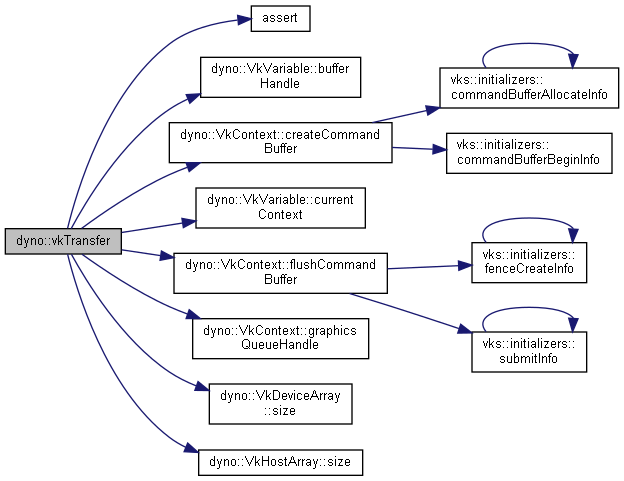 assert
dyno::VkVariable::buffer
Handle
vks::initializers::
commandBufferAllocateInfo
dyno::VkContext::createCommand
Buffer
vks::initializers::
commandBufferBeginInfo
dyno::VkVariable::current
Context
dyno::vkTransfer
dyno::VkContext::flushCommand
Buffer
vks::initializers::
fenceCreateInfo
dyno::VkContext::graphics
QueueHandle
vks::initializers::
submitInfo
dyno::VkDeviceArray
::size
dyno::VkHostArray::size